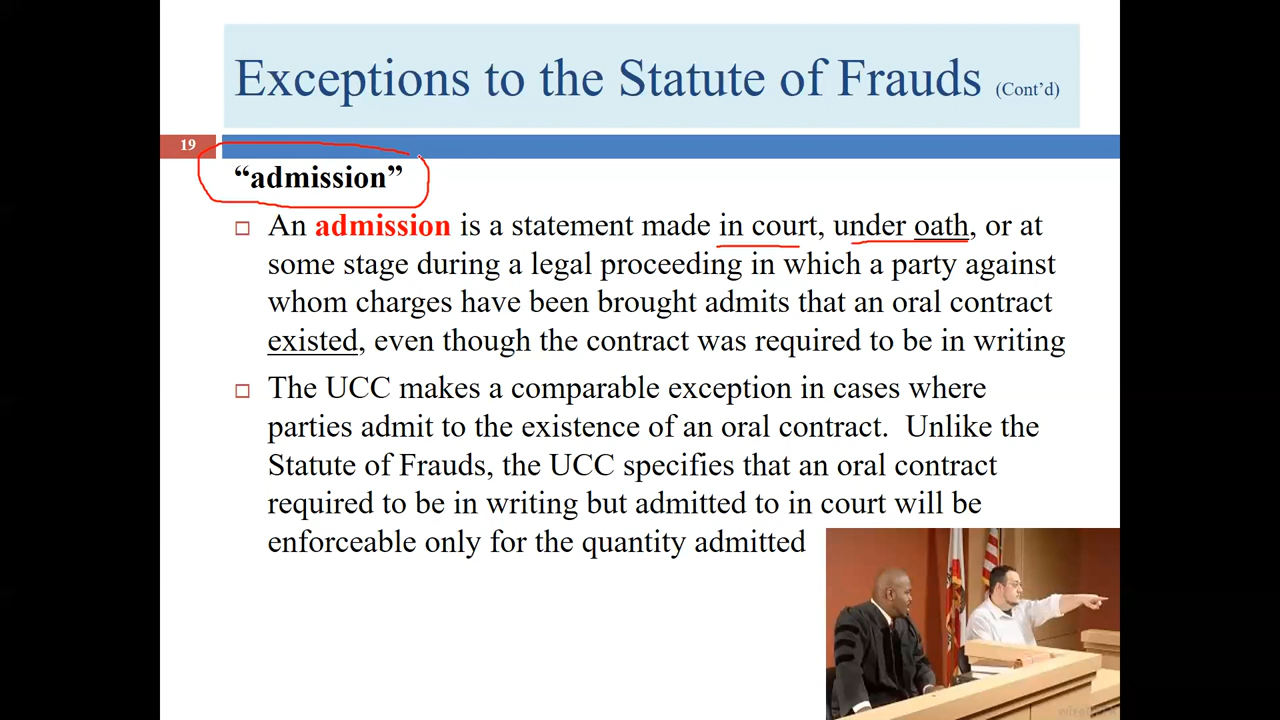 Exceptions to the Statute of Frauds (Cont’d)
19
“admission”
An admission is a statement made in court, under oath, or at
some stage during a legal proceeding in which a party against
whom charges have been brought admits that an oral contract
existed, even though the contract was required to be in writing
The UCC makes a comparable exception in cases where
parties admit to the existence of an oral contract.  Unlike the
Statute of Frauds, the UCC specifies that an oral contract
required to be in writing but admitted to in court will be
enforceable only for the quantity admitted